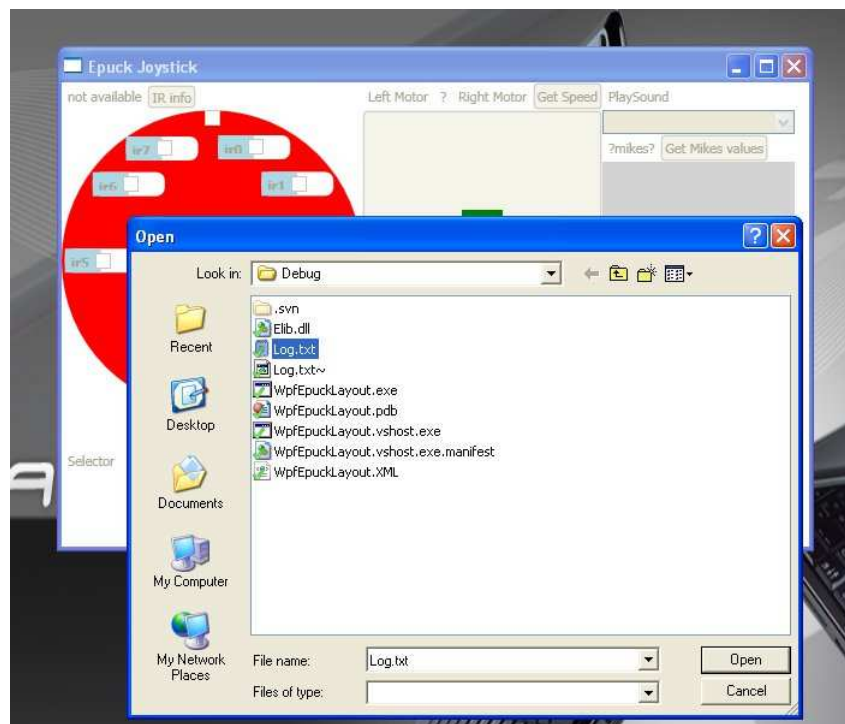 Epuck Joystick
not available IR info Left Motor ? Right Motor Get Speed PlaySound
?mikes? Get Mikes values
ir7 ir0
ir6 ir1
ir5
Open
Look in: Debug
.svn
Elib.dll
Log.txt
Log.txt~
WpfEpuckLayout.exe
WpfEpuckLayout.pdb
WpfEpuckLayout.vshost.exe
WpfEpuckLayout.vshost.exe.manifest
WpfEpuckLayout.XML
Recent
Desktop
Documents
My Computer
My Network
Places
Selector
File name: Log.txt Open
Files of type: Cancel